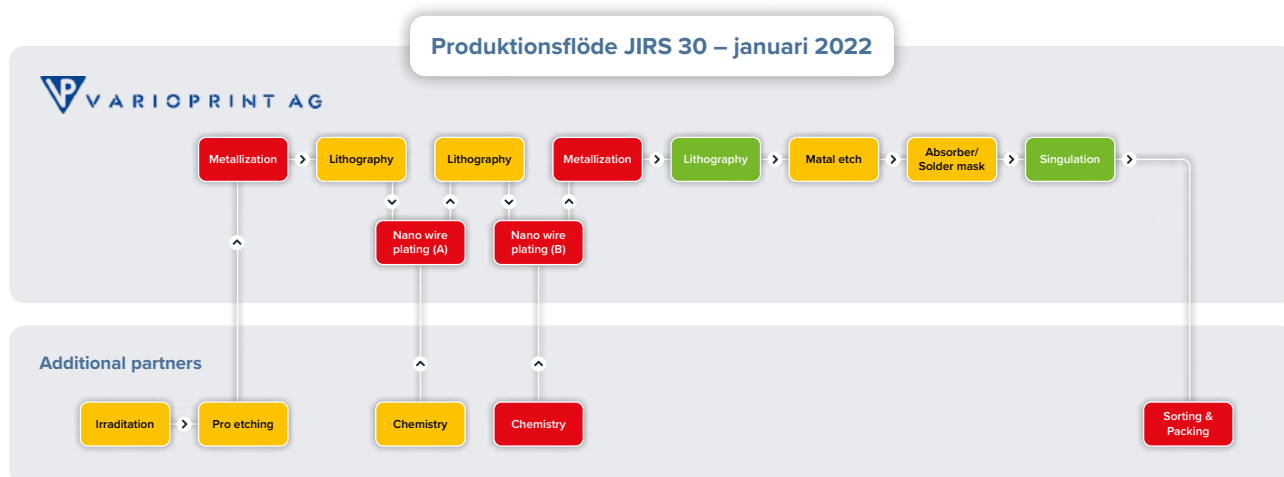 Produktionsflöde JIRS 30 – januari 2022
VP VARIOPRINT AG
Metallization
Lithography
Lithography
Metallization
Lithography
Matal etch
Absorber/
Solder mask
Singulation
Nano wire
plating (A)
Nano wire
plating (B)
Additional partners
Irraditation
Pro etching
Chemistry
Chemistry
Sorting &
Packing